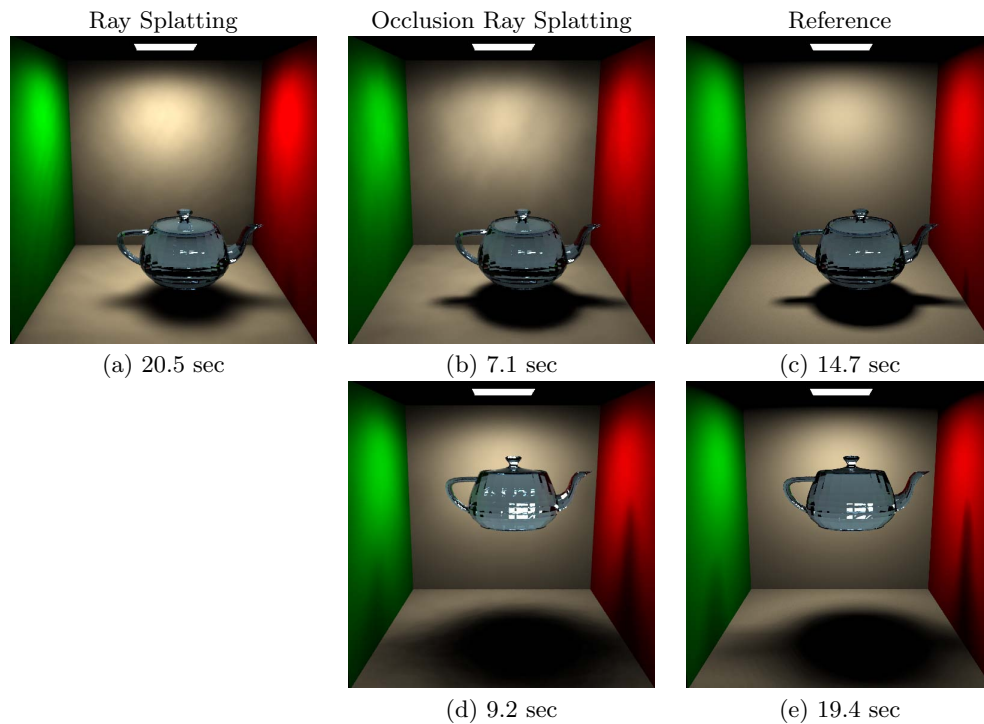 Ray Splatting
Occlusion Ray Splatting
Reference
(a) 20.5 sec
(b) 7.1 sec
(c) 14.7 sec
(d) 9.2 sec
(e) 19.4 sec